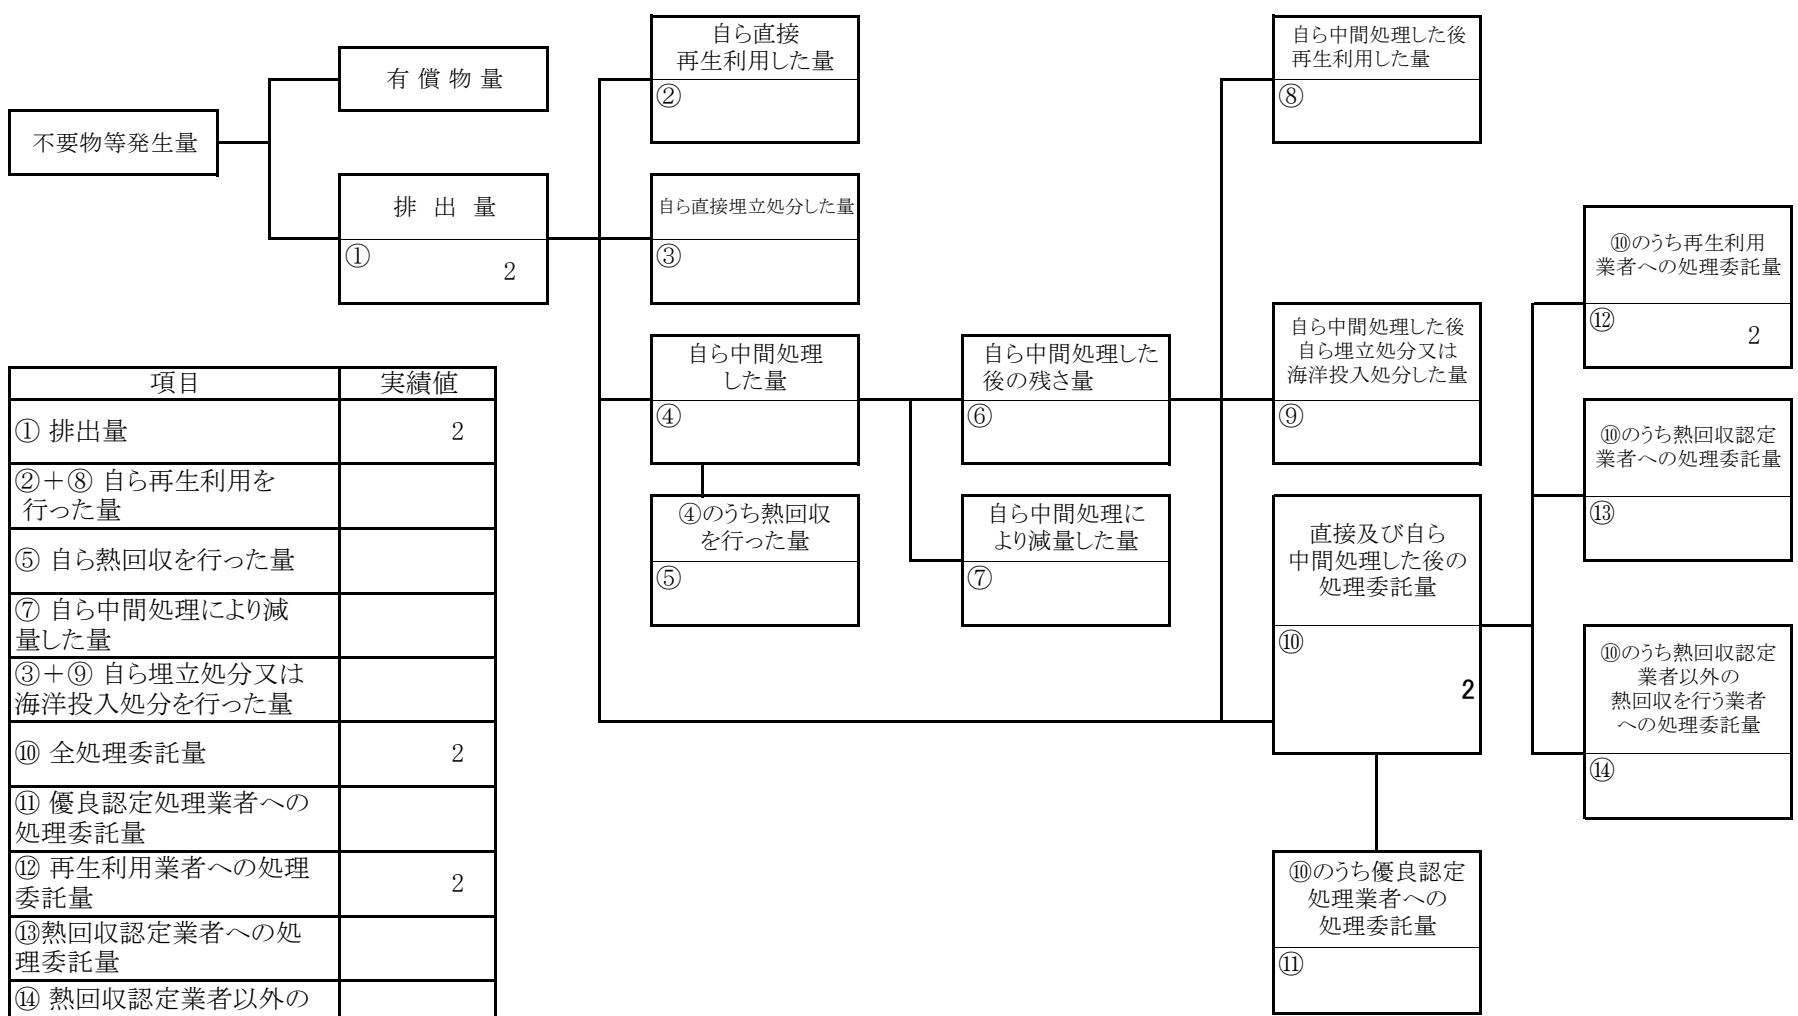 不要物等発生量
有 償 物 量
排 出 量
①
2
自ら直接
再生利用した量
②
自ら直接埋立処分した量
③
自ら中間処理
した量
④
④のうち熱回収
を行った量
⑤
自ら中間処理した
後の残さ量
⑥
自ら中間処理に
より減量した量
⑦
自ら中間処理した後
再生利用した量
⑧
自ら中間処理した後
自ら埋立処分又は
海洋投入処分した量
⑨
直接及び自ら
中間処理した後の
処理委託量
⑩
2
⑩のうち優良認定
処理業者への
処理委託量
⑪
⑩のうち再生利用
業者への処理委託量
⑫
2
⑩のうち熱回収認定
業者への処理委託量
⑬
⑩のうち熱回収認定
業者以外の
熱回収を行う業者
への処理委託量
⑭
項目 実績値
① 排出量 2
②＋⑧ 自ら再生利用を
行った量
⑤ 自ら熱回収を行った量
⑦ 自ら中間処理により減
量した量
③＋⑨ 自ら埋立処分又は
海洋投入処分を行った量
⑩ 全処理委託量 2
⑪ 優良認定処理業者への
処理委託量
⑫ 再生利用業者への処理
委託量 2
⑬熱回収認定業者への処
理委託量
⑭ 熱回収認定業者以外の